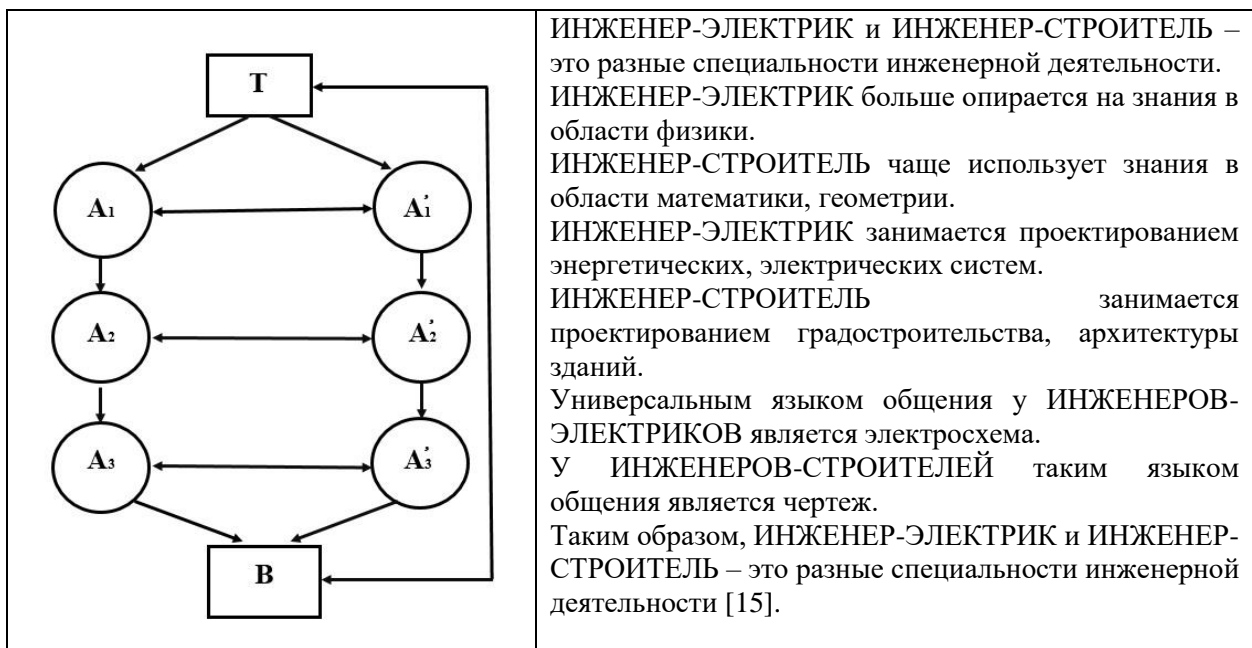 T
A₁
A'₁
A₂
A'₂
A₃
A'₃
B
ИНЖЕНЕР-ЭЛЕКТРИК и ИНЖЕНЕР-СТРОИТЕЛЬ –
это разные специальности инженерной деятельности.
ИНЖЕНЕР-ЭЛЕКТРИК больше опирается на знания в
области физики.
ИНЖЕНЕР-СТРОИТЕЛЬ чаще использует знания в
области математики, геометрии.
ИНЖЕНЕР-ЭЛЕКТРИК занимается проектированием
энергетических, электрических систем.
ИНЖЕНЕР-СТРОИТЕЛЬ занимается
проектированием градостроительства, архитектуры
зданий.
Универсальным языком общения у ИНЖЕНЕРОВ-
ЭЛЕКТРИКОВ является электросхема.
У ИНЖЕНЕРОВ-СТРОИТЕЛЕЙ таким языком
общения является чертеж.
Таким образом, ИНЖЕНЕР-ЭЛЕКТРИК и ИНЖЕНЕР-
СТРОИТЕЛЬ – это разные специальности инженерной
деятельности [15].